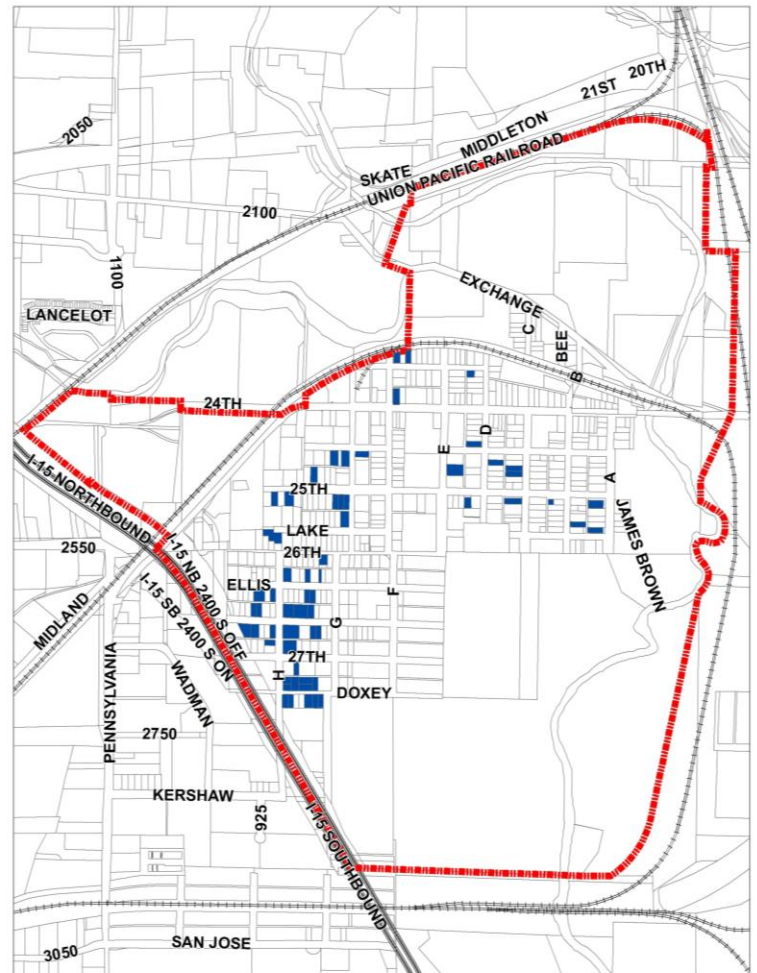 20TH
21ST
MIDDLETON
2050
SKATE
UNION PACIFIC RAILROAD
2100
1100
EXCHANGE
C
LANCELOT
BEE
B
24TH
D
E
A
25TH
I-15 NORTHBOUND
JAMES BROWN
LAKE
2550
26TH
I-15 NB 2400 S OFF
ELLIS
F
MIDLAND
I-15 SB 2400 S ON
G
27TH
H
PENNSYLVANIA
WADMAN
DOXEY
2750
KERSHAW
925
I-15 SOUTHBOUND
SAN JOSE
3050